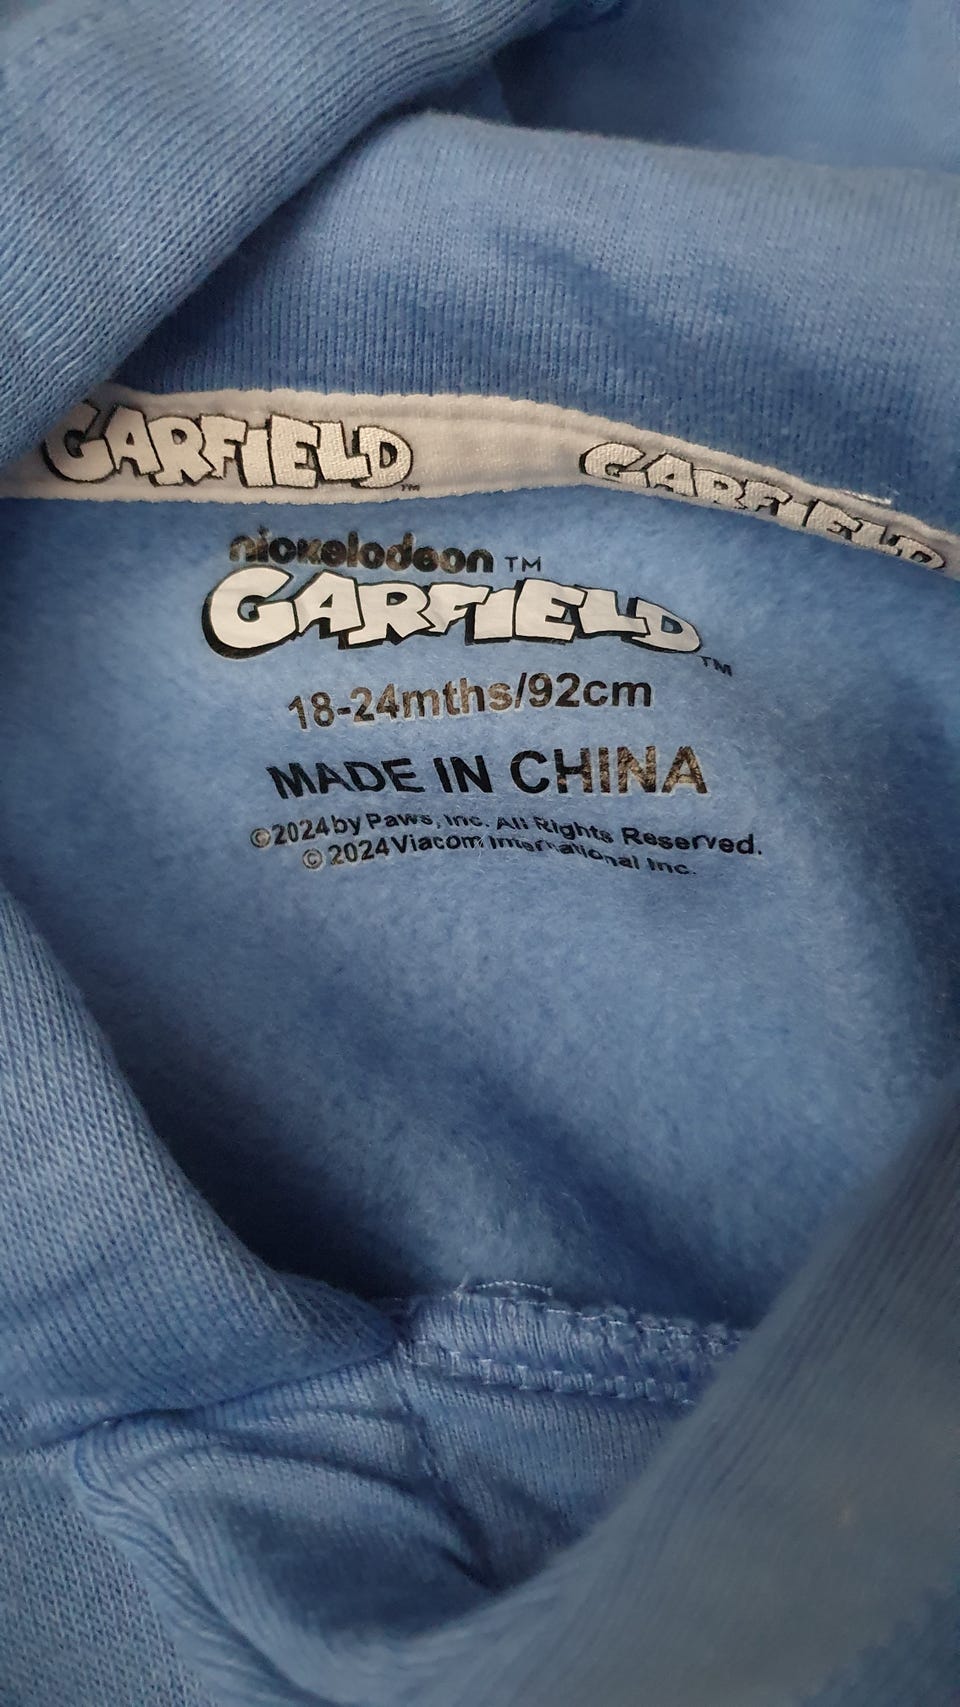 GARFIELD TM
GARFIELD
nickelodeon TM
GARFIELD TM
18-24mths/92cm
MADE IN CHINA
©2024 by Paws, Inc. All Rights Reserved.
© 2024 Viacom International Inc.